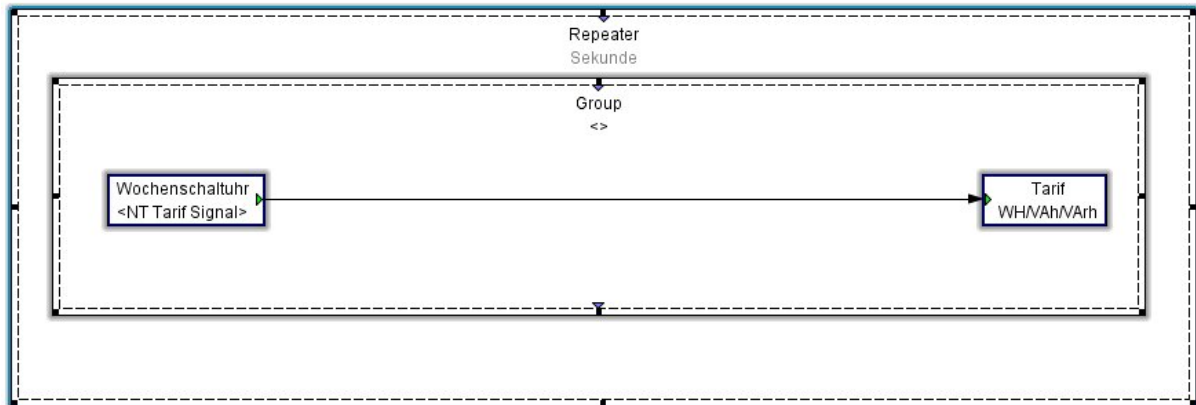 Repeater
Sekunde
Group
<>
Wochenschaltuhr
<NT Tarif Signal>
Tarif
WH/VAh/VArh